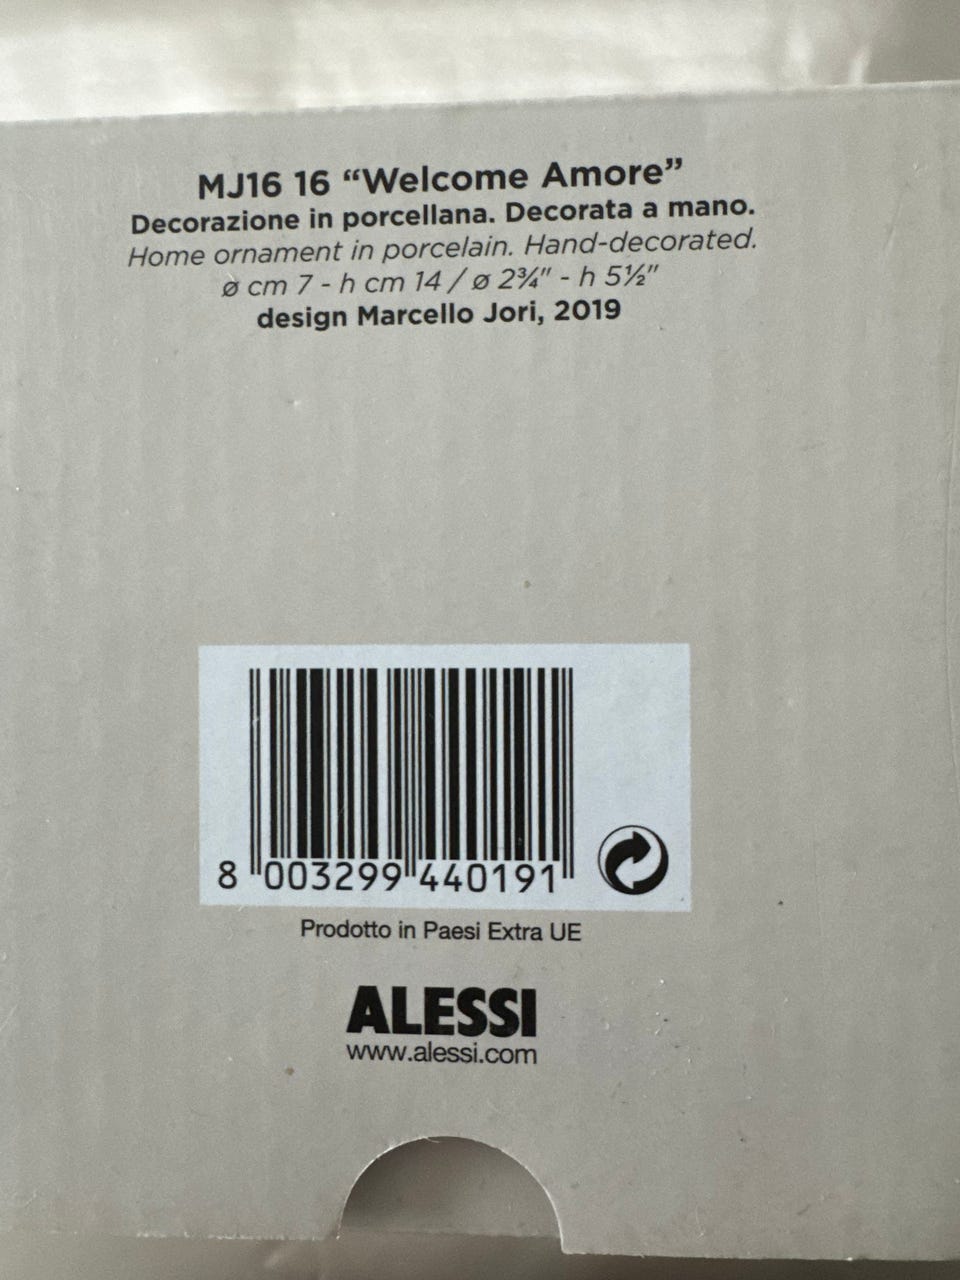 MJ16 16 “Welcome Amore”
Decorazione in porcellana. Decorata a mano.
Home ornament in porcelain. Hand-decorated.
ø cm 7 - h cm 14 / ø 2¾" - h 5½"
design Marcello Jori, 2019
8 003299 440191
Prodotto in Paesi Extra UE
ALESSI
www.alessi.com